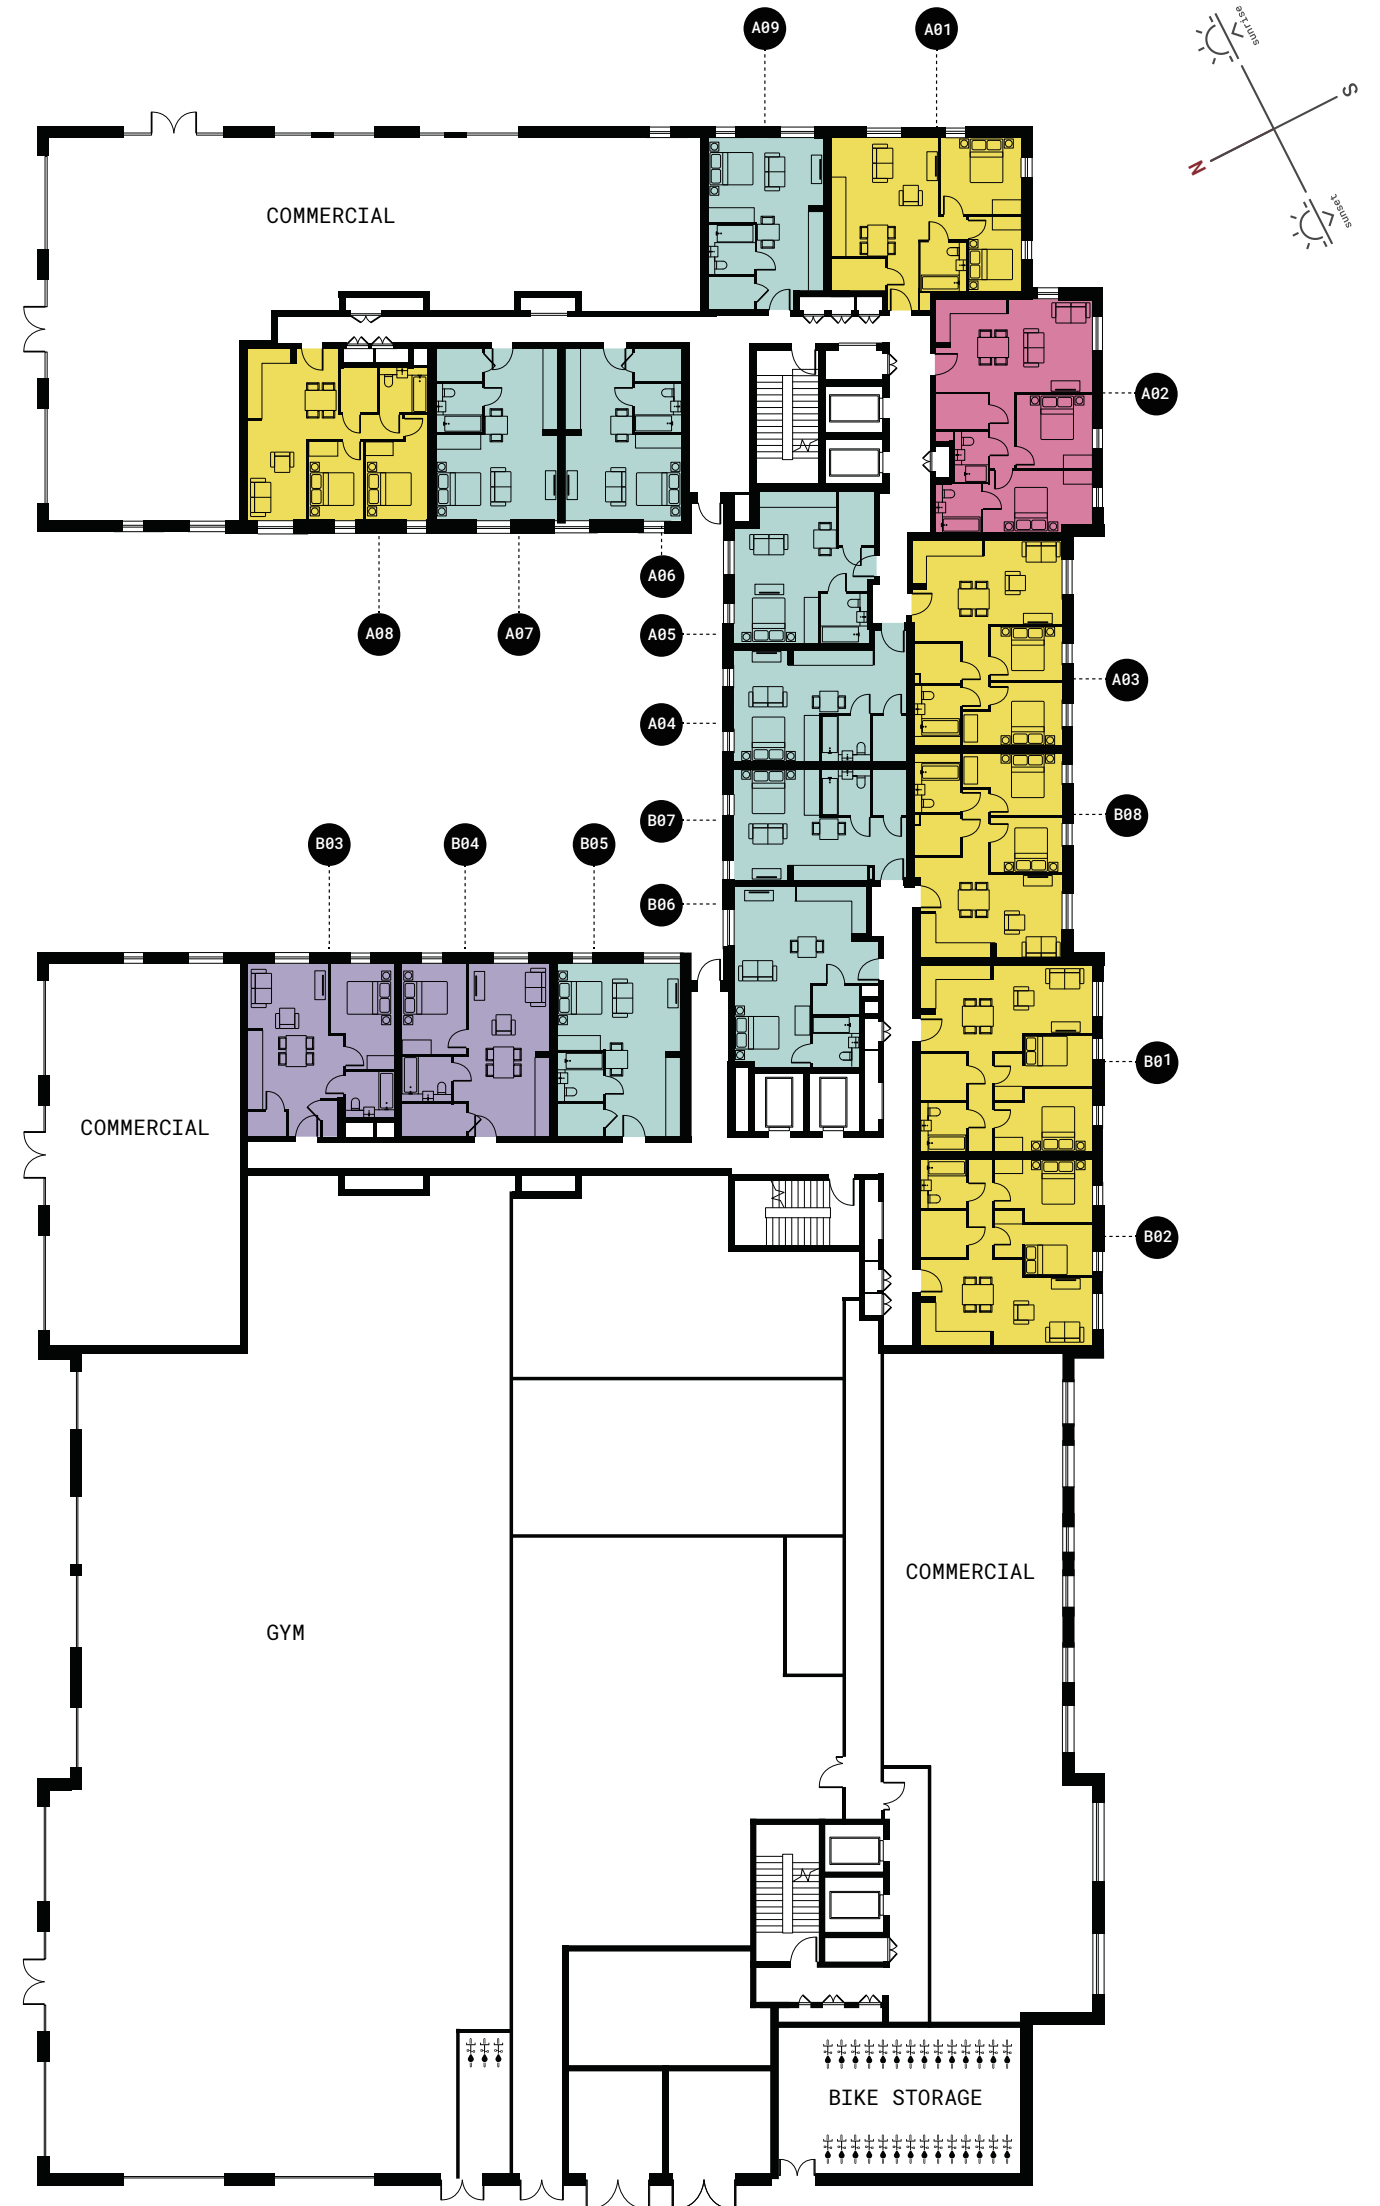 A09
A01
sunrise
S
N
sunset
COMMERCIAL
A02
A06
A08
A07
A05
A03
A04
B07
B08
B03
B04
B05
B06
B01
COMMERCIAL
B02
COMMERCIAL
GYM
BIKE STORAGE